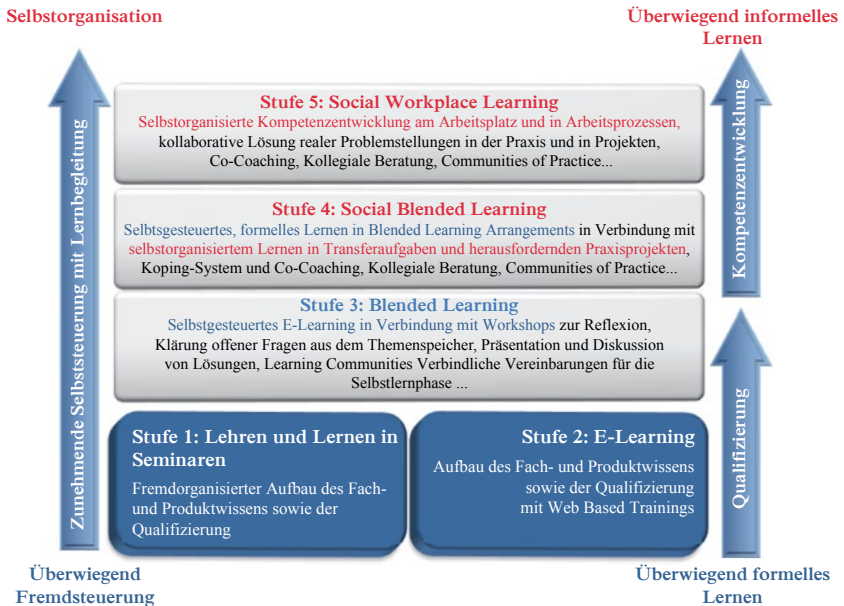 Selbstorganisation
Überwiegend informelles
Lernen
Zunehmende Selbststeuerung mit Lernbegleitung
Stufe 5: Social Workplace Learning
Selbstorganisierte Kompetenzentwicklung am Arbeitsplatz und in Arbeitsprozessen,
kollaborative Lösung realer Problemstellungen in der Praxis und in Projekten,
Co-Coaching, Kollegiale Beratung, Communities of Practice...
Kompetenzentwicklung
Stufe 4: Social Blended Learning
Selbtsgesteuertes, formelles Lernen in Blended Learning Arrangements in Verbindung mit
selbstorganisiertem Lernen in Transferaufgaben und herausfordernden Praxisprojekten,
Koping-System und Co-Coaching, Kollegiale Beratung, Communities of Practice...
Stufe 3: Blended Learning
Selbstgesteuertes E-Learning in Verbindung mit Workshops zur Reflexion,
Klärung offener Fragen aus dem Themenspeicher, Präsentation und Diskussion
von Lösungen, Learning Communities Verbindliche Vereinbarungen für die
Selbstlernphase ...
Qualifizierung
Stufe 1: Lehren und Lernen in
Seminaren
Fremdorganisierter Aufbau des Fach-
und Produktwissens sowie der
Qualifizierung
Stufe 2: E-Learning
Aufbau des Fach- und Produktwissens
sowie der Qualifizierung
mit Web Based Trainings
Überwiegend
Fremdsteuerung
Überwiegend formelles
Lernen